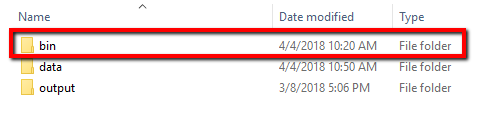 Name Date modified Type
bin 4/4/2018 10:20 AM File folder
data 4/4/2018 10:50 AM File folder
output 3/8/2018 5:06 PM File folder